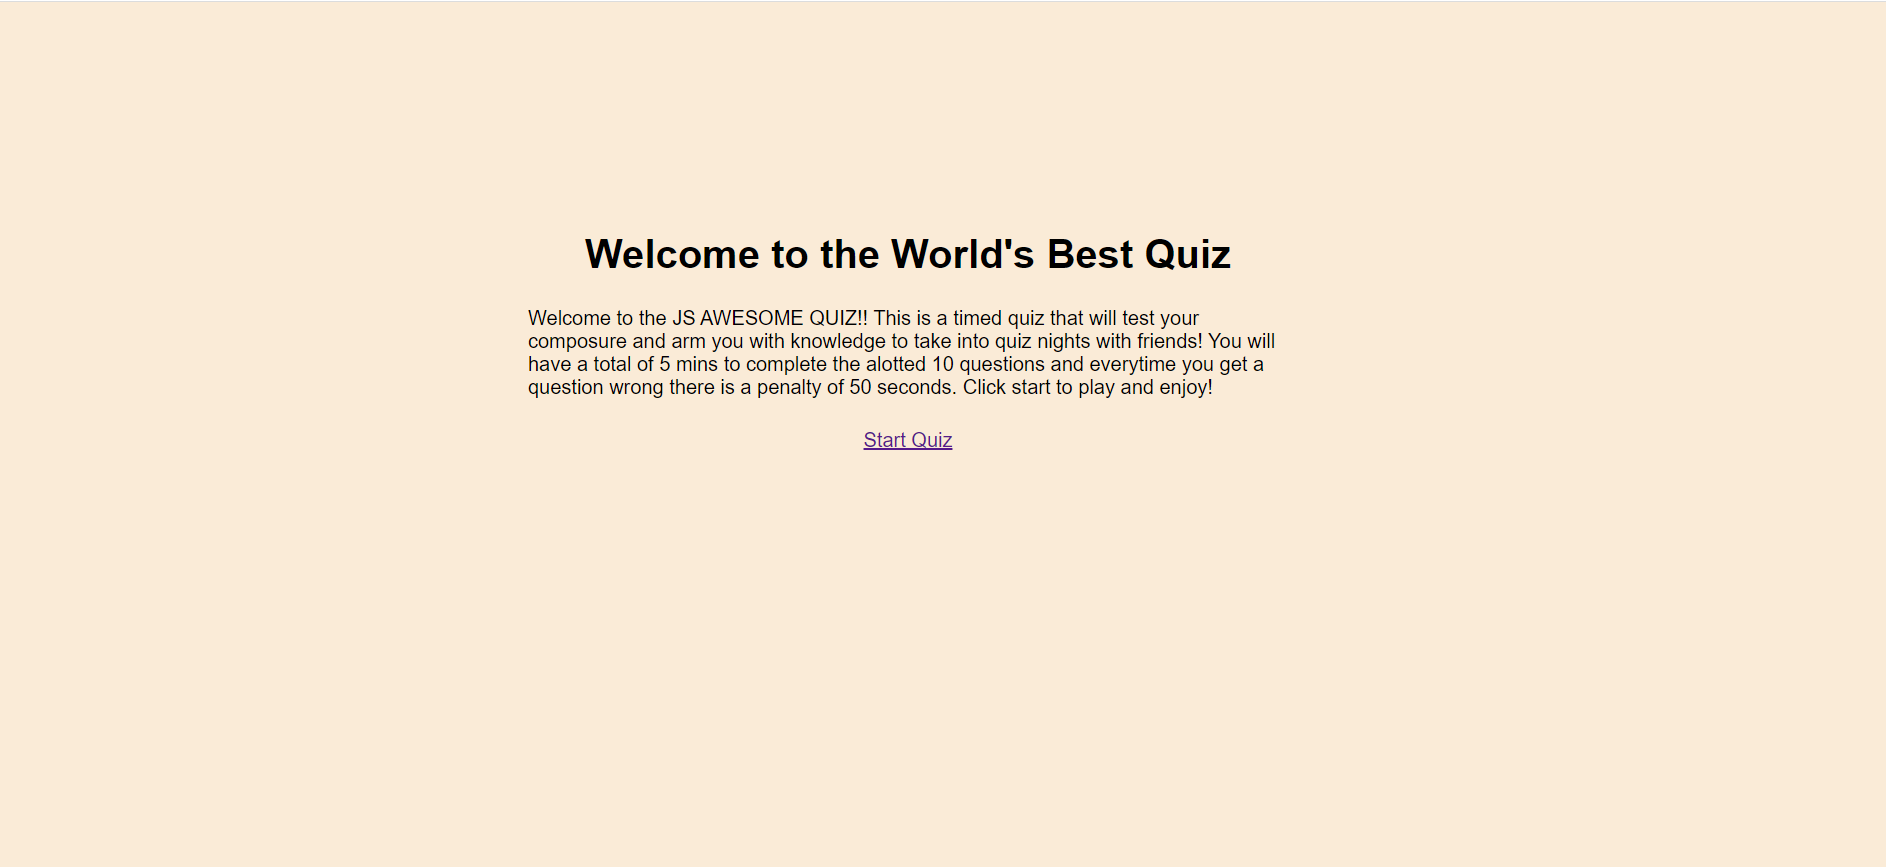 Welcome to the World's Best Quiz
Welcome to the JS AWESOME QUIZ!! This is a timed quiz that will test your
composure and arm you with knowledge to take into quiz nights with friends! You will
have a total of 5 mins to complete the alotted 10 questions and everytime you get a
question wrong there is a penalty of 50 seconds. Click start to play and enjoy!
Start Quiz